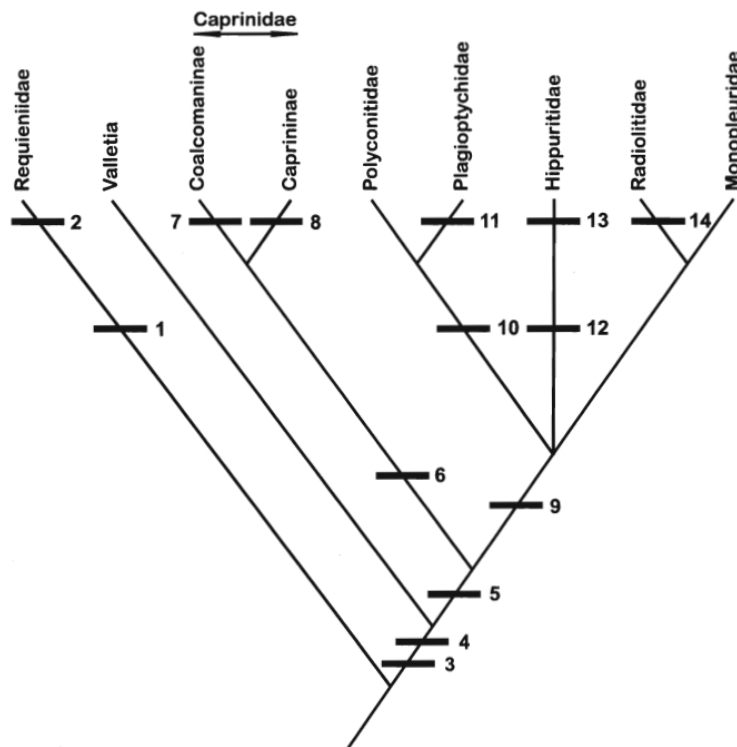 Caprinidae
Requieniidae
Valletia
Coalcomaninae
Caprininae
Polyconitidae
Plagioptychidae
Hippuritidae
Radiolitidae
Monopleuridae
2
7
8
11
13
14
1
10
12
6
9
5
4
3